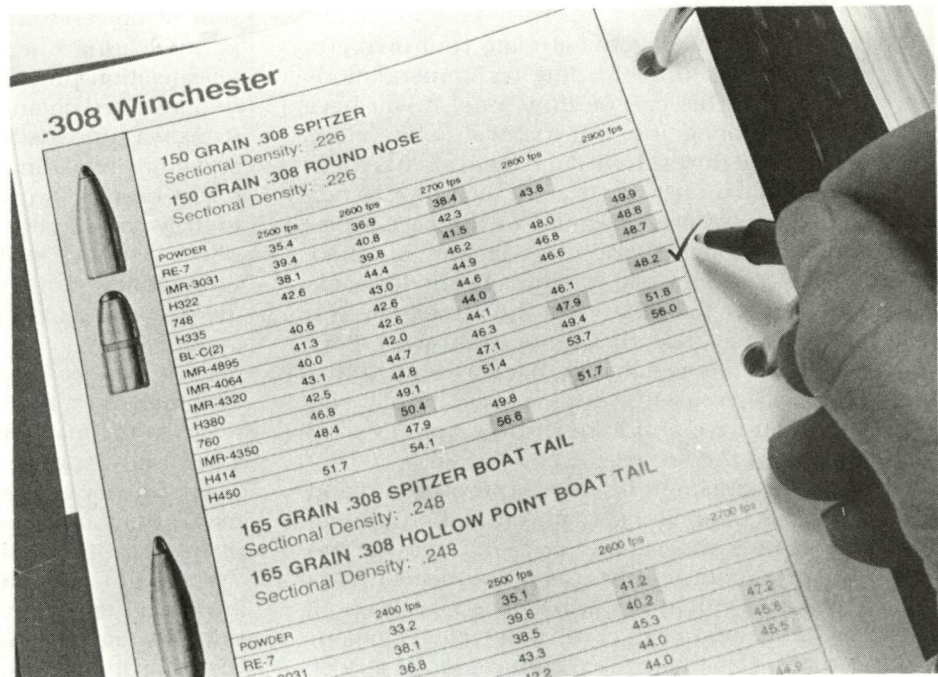 .308 Winchester
150 GRAIN .308 SPITZER
Sectional Density: .226
150 GRAIN .308 ROUND NOSE
Sectional Density: .226
POWDER 2500 fps 2600 fps 2700 fps 2800 fps 2900 fps
RE-7 35.4 36.9 38.4
IMR-3031 39.4 40.8 42.3 43.8
H322 38.1 39.8 41.5
748 42.6 44.4 46.2 48.0 49.9
H335 43.0 44.9 46.8 48.8
BL-C(2) 40.6 42.6 44.6 46.6 48.7
IMR-4895 41.3 42.6 44.0
IMR-4064 40.0 42.0 44.1 46.1 48.2
IMR-4320 43.1 44.7 46.3 47.9
H380 42.5 44.8 47.1 49.4 51.8
760 46.8 49.1 51.4 53.7 56.0
IMR-4350 48.4 50.4
H414 47.9 49.8 51.7
H450 51.7 54.1 56.6
165 GRAIN .308 SPITZER BOAT TAIL
Sectional Density: .248
165 GRAIN .308 HOLLOW POINT BOAT TAIL
Sectional Density: .248
POWDER 2400 fps 2500 fps 2600 fps 2700 fps
RE-7 33.2 35.1
3031 38.1 39.6 41.2
36.8 38.5 40.2
43.3 45.3 47.2
42.2 44.0 45.8
44.0 45.5
44.9